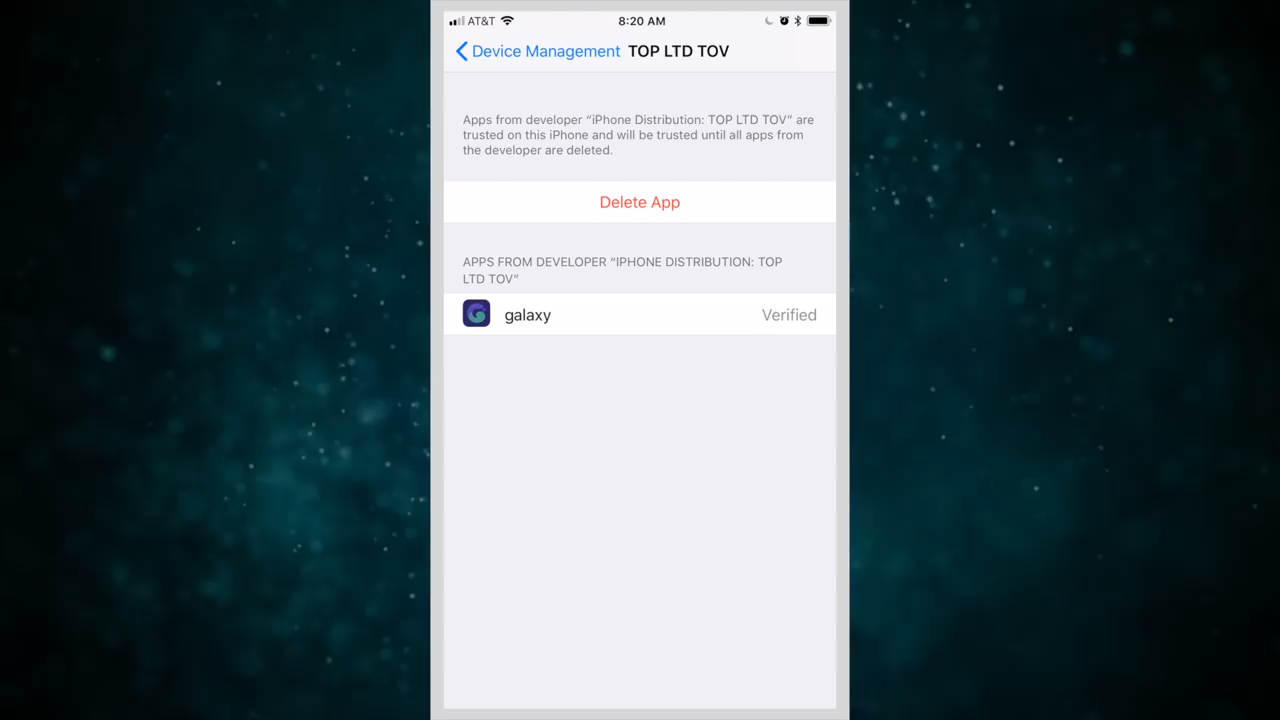 AT&T 8:20 AM
Device Management TOP LTD TOV
Apps from developer “iPhone Distribution: TOP LTD TOV” are
trusted on this iPhone and will be trusted until all apps from
the developer are deleted.
Delete App
APPS FROM DEVELOPER “IPHONE DISTRIBUTION: TOP
LTD TOV”
galaxy Verified